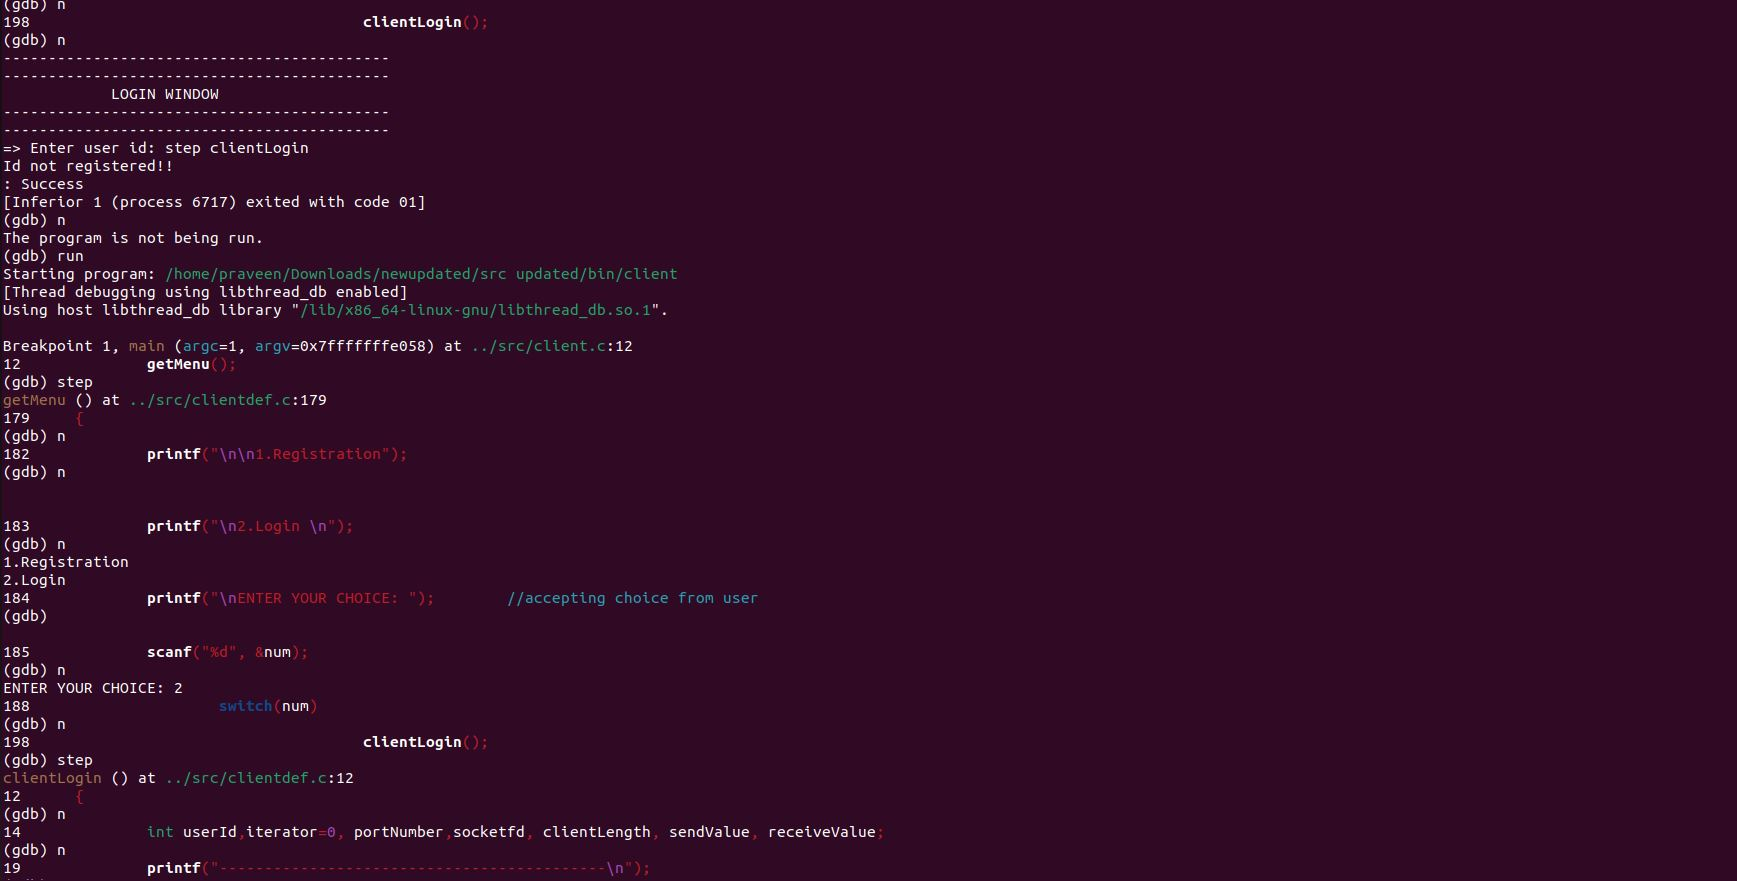 (gdb) n
198                                     clientLogin();
(gdb) n
-------------------------------------------
-------------------------------------------
            LOGIN WINDOW
-------------------------------------------
-------------------------------------------
=> Enter user id: step clientLogin
Id not registered!!
: Success
[Inferior 1 (process 6717) exited with code 01]
(gdb) n
The program is not being run.
(gdb) run
Starting program: /home/praveen/Downloads/newupdated/src updated/bin/client
[Thread debugging using libthread_db enabled]
Using host libthread_db library "/lib/x86_64-linux-gnu/libthread_db.so.1".
Breakpoint 1, main (argc=1, argv=0x7fffffffe058) at ../src/client.c:12
12              getMenu();
(gdb) step
getMenu () at ../src/clientdef.c:179
179     {
(gdb) n
182             printf("\n\n1.Registration");
(gdb) n
183             printf("\n2.Login \n");
(gdb) n
1.Registration
2.Login
184             printf("\nENTER YOUR CHOICE: ");        //accepting choice from user
(gdb)
185             scanf("%d", &num);
(gdb) n
ENTER YOUR CHOICE: 2
188                     switch(num)
(gdb) n
198                                     clientLogin();
(gdb) step
clientLogin () at ../src/clientdef.c:12
12      {
(gdb) n
14              int userId,iterator=0, portNumber,socketfd, clientLength, sendValue, receiveValue;
(gdb) n
19              printf("-------------------------------------------\n");